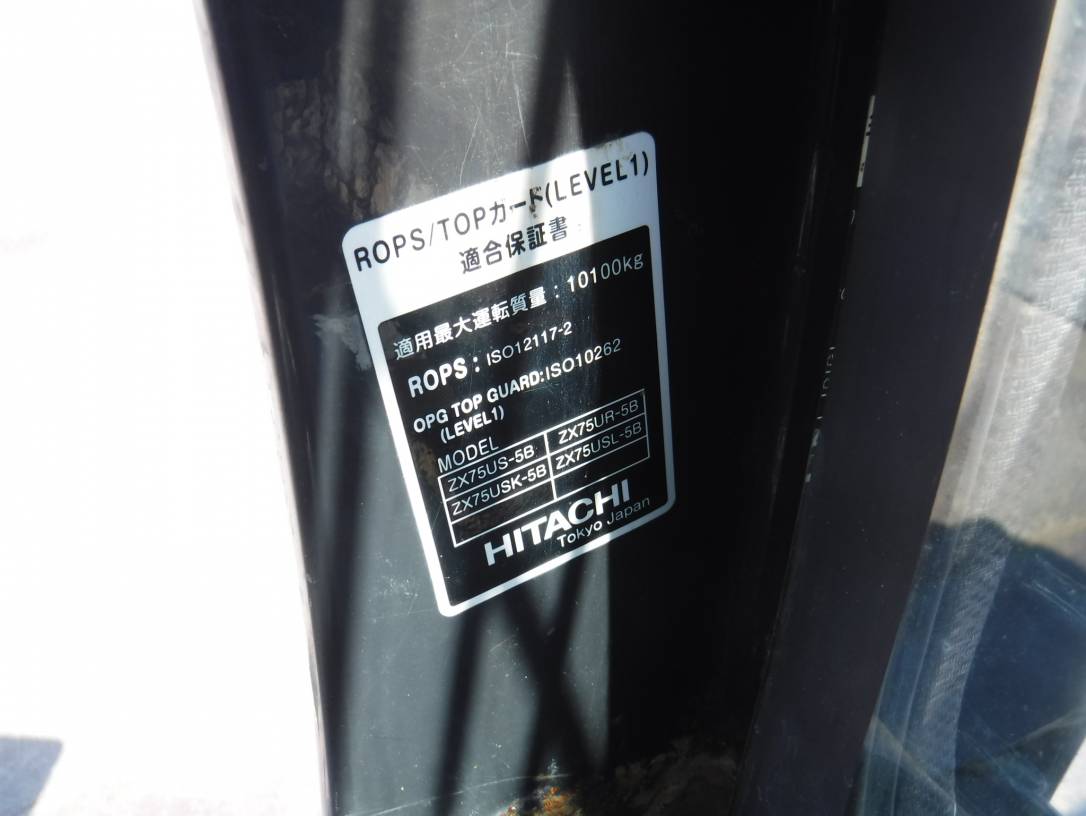 ROPS/TOPガード(LEVEL1)
適合保証書
適用最大運転質量：10100kg
ROPS：ISO12117-2
OPG TOP GUARD:ISO10262
(LEVEL1)
MODEL
ZX75US-5B ZX75UR-5B
ZX75USK-5B ZX75USL-5B
HITACHI
Tokyo Japan